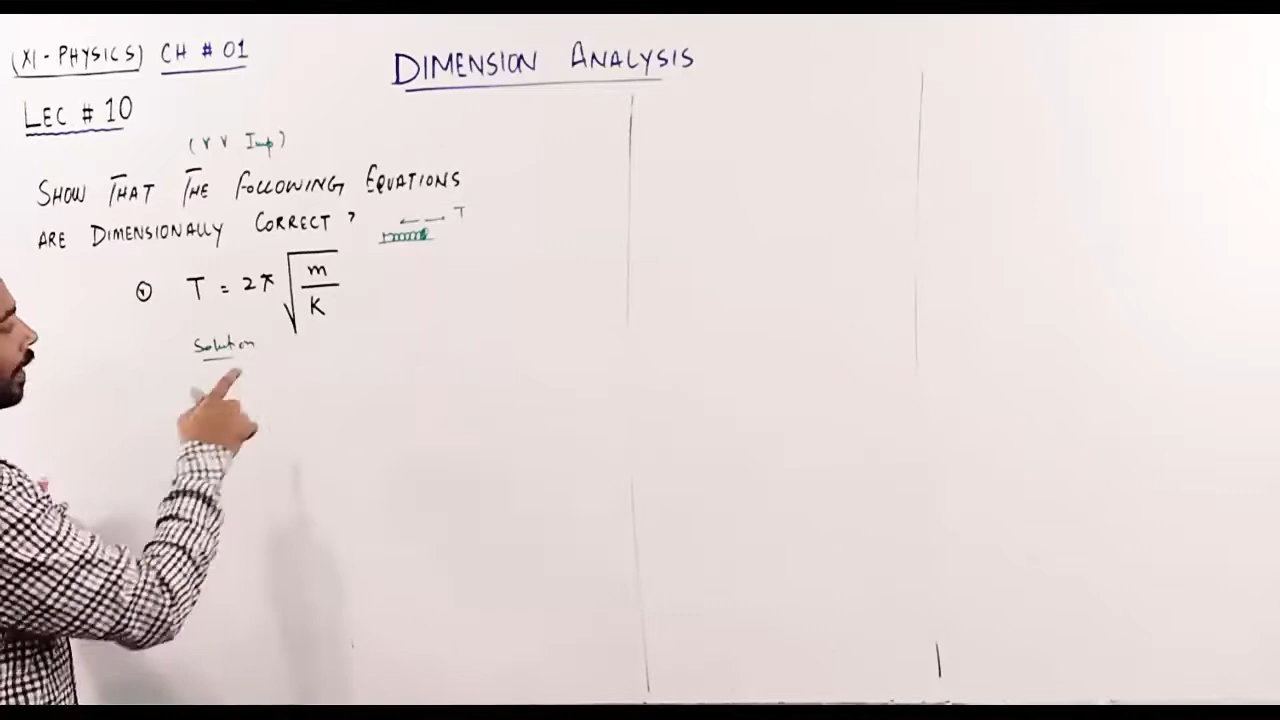 (XI - PHYSICS) CH # 01
DIMENSION ANALYSIS
LEC # 10
(V V Imp)
SHOW THAT THE FOLLOWING EQUATIONS
ARE DIMENSIONALLY CORRECT ?
T
T = 2π √(m/K)
Solution